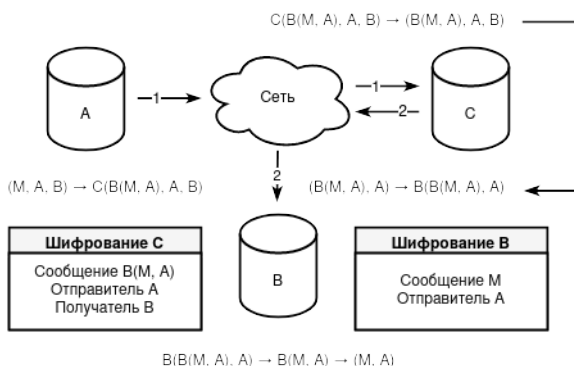 C(B(M, A), A, B) → (B(M, A), A, B)
A
1
Сеть
1
2
C
2
(M, A, B) → C(B(M, A), A, B)
(B(M, A), A) → B(B(M, A), A)
Шифрование C
Сообщение B(M, A)
Отправитель A
Получатель B
B
Шифрование B
Сообщение M
Отправитель A
B(B(M, A), A) → B(M, A) → (M, A)